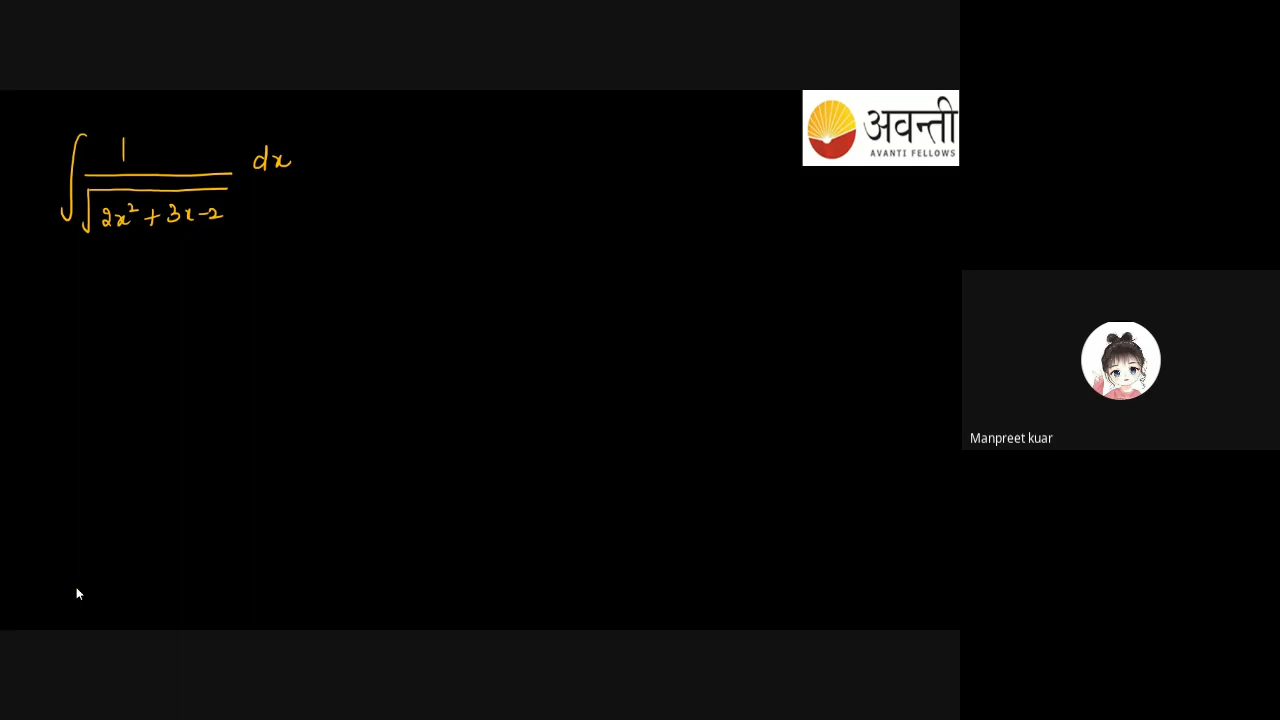 ∫ 1 / √(2x² + 3x - 2) dx
अवन्ती
AVANTI FELLOWS
Manpreet kuar